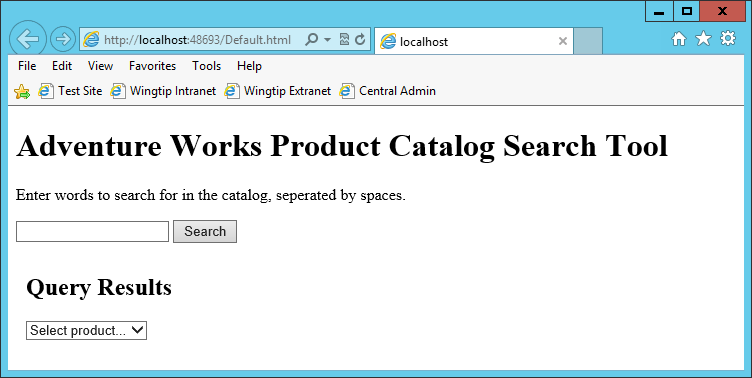 http://localhost:48693/Default.html
localhost
File Edit View Favorites Tools Help
Test Site Wingtip Intranet Wingtip Extranet Central Admin
Adventure Works Product Catalog Search Tool
Enter words to search for in the catalog, seperated by spaces.
Search
Query Results
Select product...